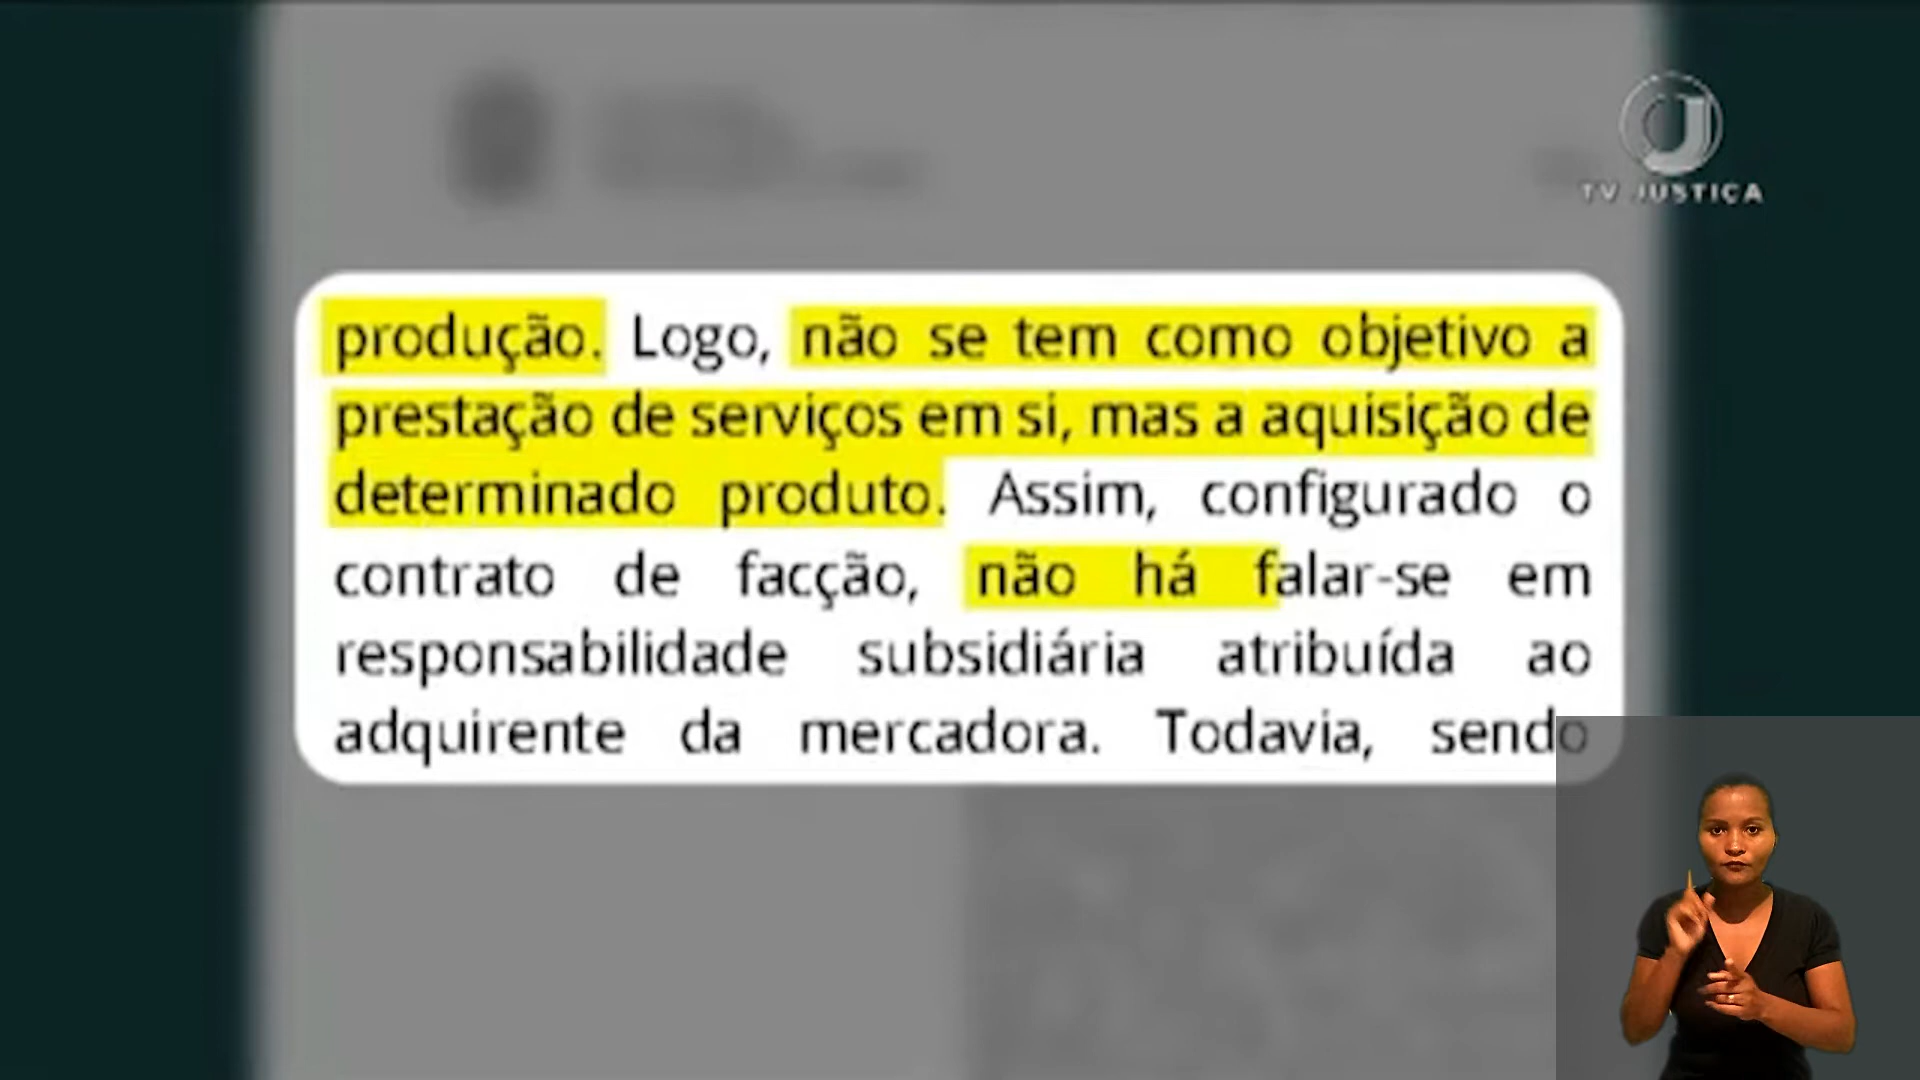 TV JUSTIÇA
produção. Logo, não se tem como objetivo a
prestação de serviços em si, mas a aquisição de
determinado produto. Assim, configurado o
contrato de facção, não há falar-se em
responsabilidade subsidiária atribuída ao
adquirente da mercadora. Todavia, sendo